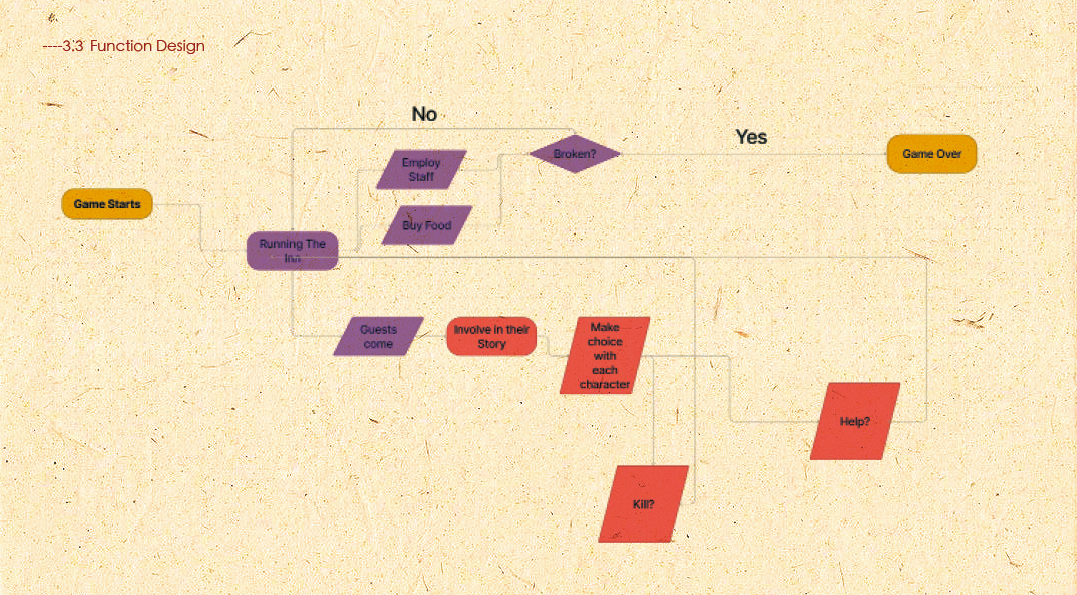 ----3.3 Function Design
No
Yes
Employ
Staff
Broken?
Game Over
Game Starts
Buy Food
Running The
Inn
Guests
come
Involve in their
Story
Make
choice
with
each
character
Help?
Kill?